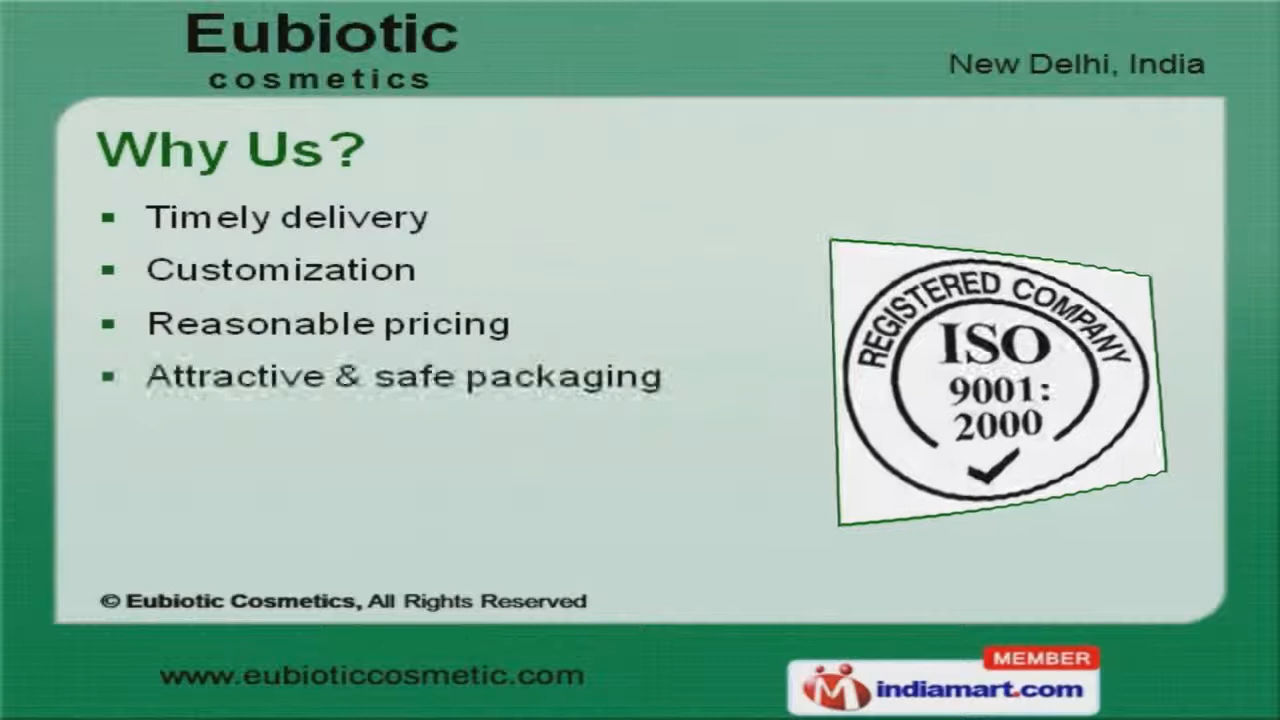 Eubiotic
cosmetics
New Delhi, India
Why Us?
Timely delivery
Customization
Reasonable pricing
Attractive & safe packaging
REGISTERED COMPANY
ISO
9001:
2000
© Eubiotic Cosmetics, All Rights Reserved
www.eubioticcosmetic.com
MEMBER
indiamart.com